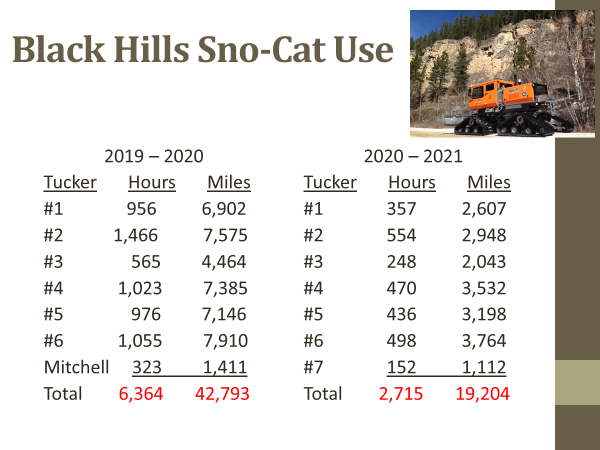 Black Hills Sno-Cat Use
2019 – 2020
Tucker Hours Miles
#1 956 6,902
#2 1,466 7,575
#3 565 4,464
#4 1,023 7,385
#5 976 7,146
#6 1,055 7,910
Mitchell 323 1,411
Total 6,364 42,793
2020 – 2021
Tucker Hours Miles
#1 357 2,607
#2 554 2,948
#3 248 2,043
#4 470 3,532
#5 436 3,198
#6 498 3,764
#7 152 1,112
Total 2,715 19,204